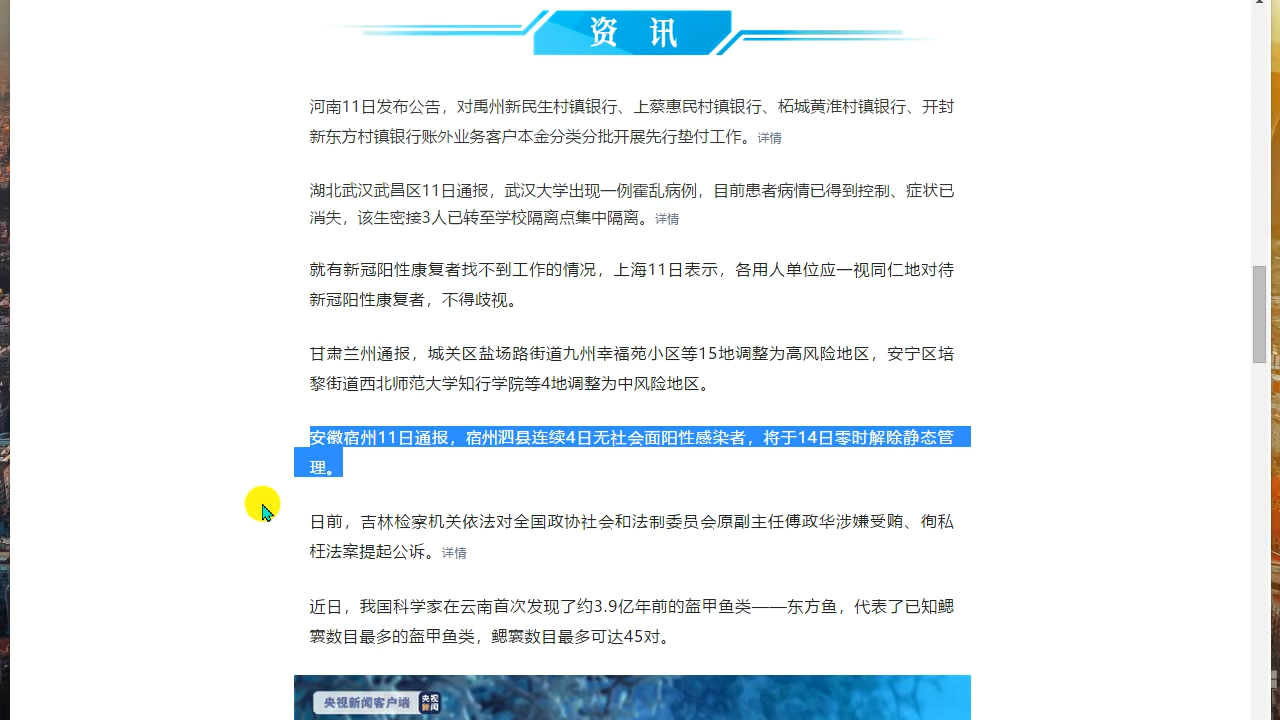 资 讯
河南11日发布公告，对禹州新民生村镇银行、上蔡惠民村镇银行、柘城黄淮村镇银行、开封
新东方村镇银行账外业务客户本金分类分批开展先行垫付工作。详情
湖北武汉武昌区11日通报，武汉大学出现一例霍乱病例，目前患者病情已得到控制、症状已
消失，该生密接3人已转至学校隔离点集中隔离。详情
就有新冠阳性康复者找不到工作的情况，上海11日表示，各用人单位应一视同仁地对待
新冠阳性康复者，不得歧视。
甘肃兰州通报，城关区盐场路街道九州幸福苑小区等15地调整为高风险地区，安宁区培
黎街道西北师范大学知行学院等4地调整为中风险地区。
安徽宿州11日通报，宿州泗县连续4日无社会面阳性感染者，将于14日零时解除静态管
理。
日前，吉林检察机关依法对全国政协社会和法制委员会原副主任傅政华涉嫌受贿、徇私
枉法案提起公诉。详情
近日，我国科学家在云南首次发现了约3.9亿年前的盔甲鱼类——东方鱼，代表了已知鳃
囊数目最多的盔甲鱼类，鳃囊数目最多可达45对。
央视新闻客户端 央视
新闻